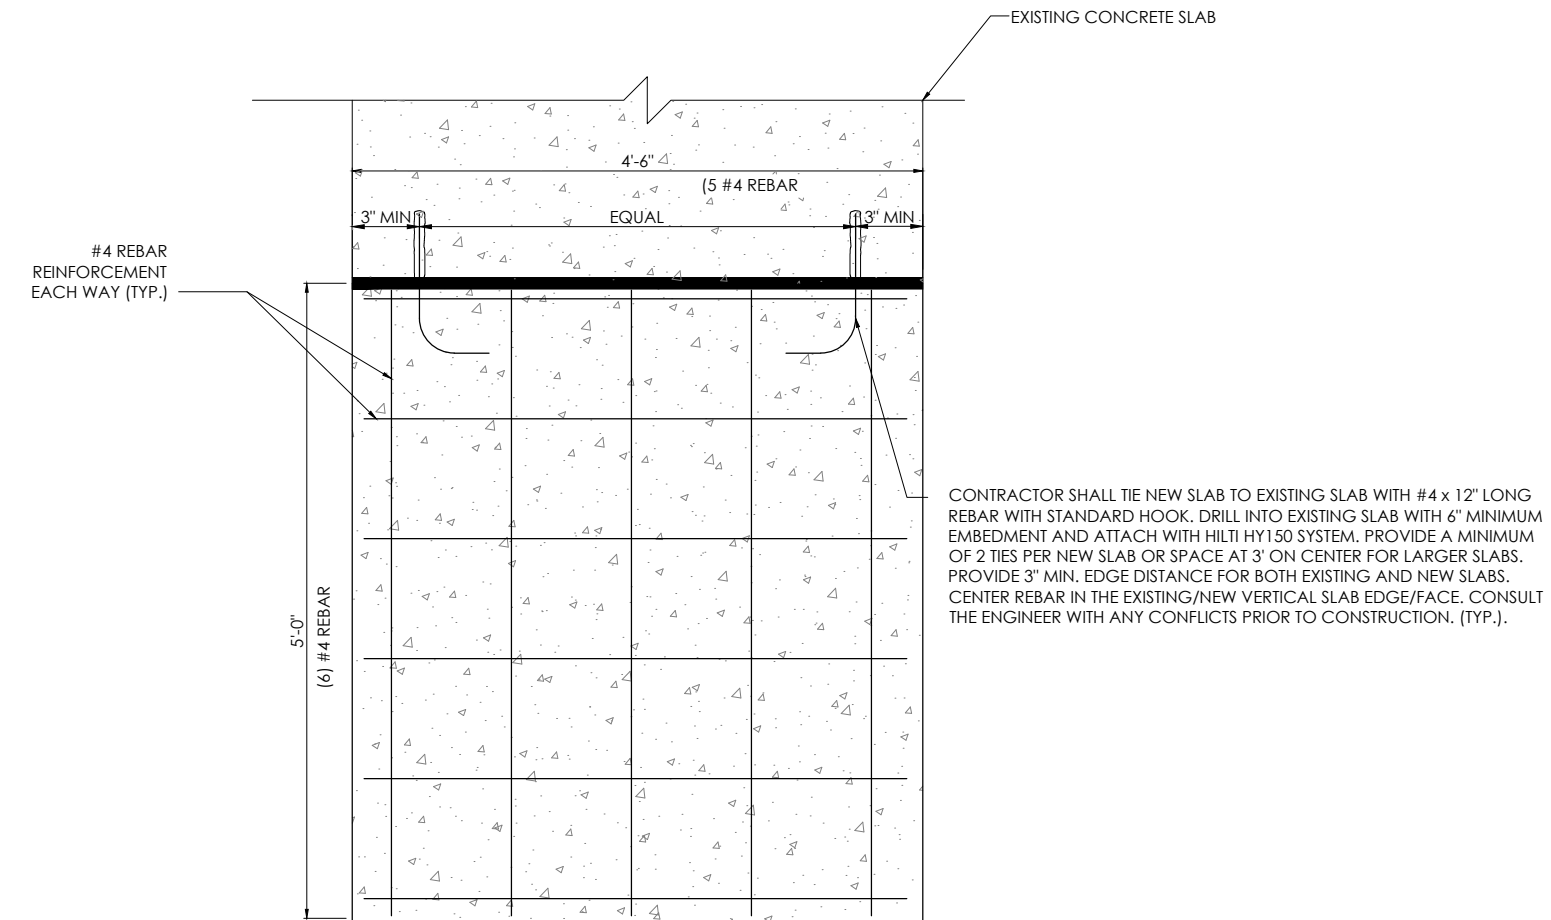 EXISTING CONCRETE SLAB
4'-6"
(5 #4 REBAR
3" MIN
EQUAL
3" MIN
#4 REBAR
REINFORCEMENT
EACH WAY (TYP.)
CONTRACTOR SHALL TIE NEW SLAB TO EXISTING SLAB WITH #4 x 12" LONG
REBAR WITH STANDARD HOOK. DRILL INTO EXISTING SLAB WITH 6" MINIMUM
EMBEDMENT AND ATTACH WITH HILTI HY150 SYSTEM. PROVIDE A MINIMUM
OF 2 TIES PER NEW SLAB OR SPACE AT 3' ON CENTER FOR LARGER SLABS.
PROVIDE 3" MIN. EDGE DISTANCE FOR BOTH EXISTING AND NEW SLABS.
CENTER REBAR IN THE EXISTING/NEW VERTICAL SLAB EDGE/FACE. CONSULT
THE ENGINEER WITH ANY CONFLICTS PRIOR TO CONSTRUCTION. (TYP.).
5'-0"
(6) #4 REBAR